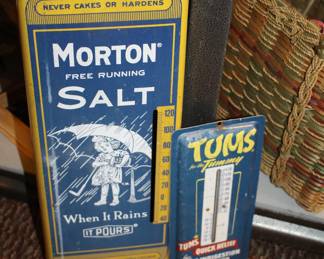 NEVER CAKES OR HARDENS
MORTON®
FREE RUNNING
SALT
When It Rains
IT POURS®
120
100
80
60
40
20
0
20
40
TUMS
for the Tummy
TUMS
QUICK RELIEF